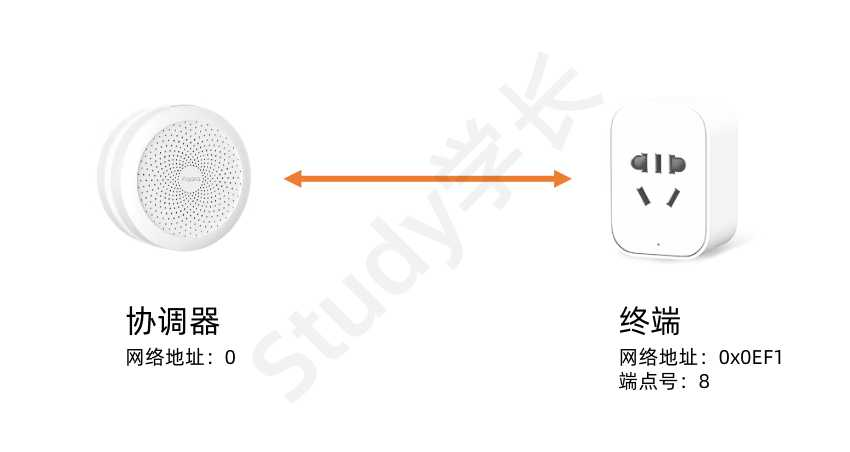 Study学长
协调器
网络地址：0
终端
网络地址：0x0EF1
端点号：8